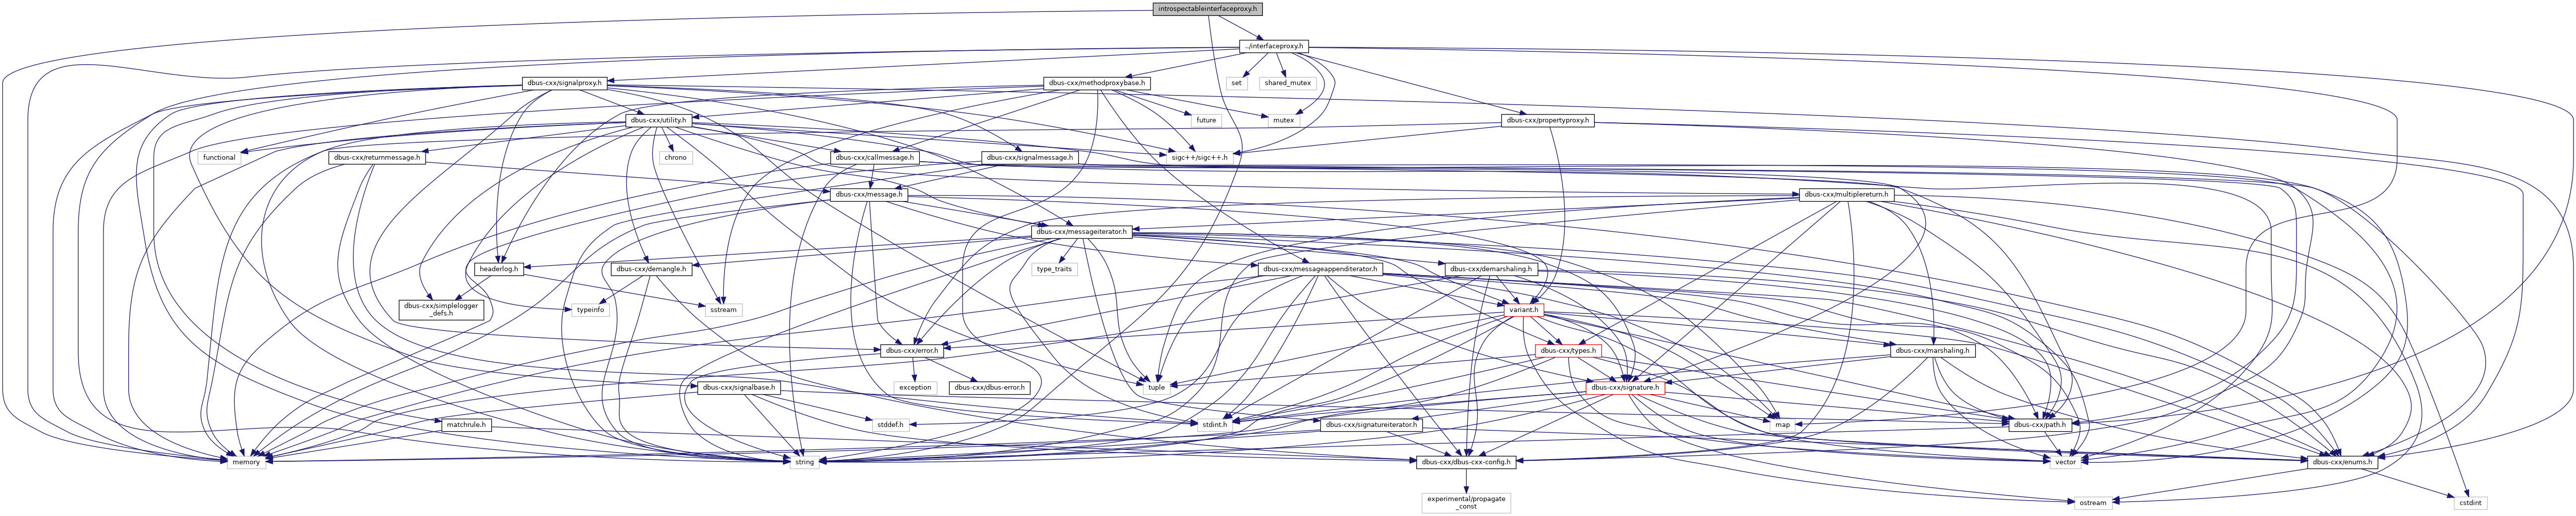 introspectableinterfaceproxy.h
../interfaceproxy.h
dbus-cxx/signalproxy.h
dbus-cxx/methodproxybase.h
set
shared_mutex
dbus-cxx/utility.h
future
mutex
dbus-cxx/propertyproxy.h
functional
dbus-cxx/returnmessage.h
chrono
dbus-cxx/callmessage.h
dbus-cxx/signalmessage.h
sigc++/sigc++.h
dbus-cxx/message.h
dbus-cxx/multiplereturn.h
dbus-cxx/messageiterator.h
headerlog.h
dbus-cxx/demangle.h
type_traits
dbus-cxx/messageappenditerator.h
dbus-cxx/demarshaling.h
dbus-cxx/simplelogger
_defs.h
typeinfo
sstream
variant.h
dbus-cxx/error.h
dbus-cxx/types.h
dbus-cxx/marshaling.h
dbus-cxx/signalbase.h
exception
dbus-cxx/dbus-error.h
tuple
dbus-cxx/signature.h
matchrule.h
stddef.h
stdint.h
dbus-cxx/signatureiterator.h
map
dbus-cxx/path.h
memory
string
dbus-cxx/dbus-cxx-config.h
vector
dbus-cxx/enums.h
experimental/propagate
_const
ostream
cstdint